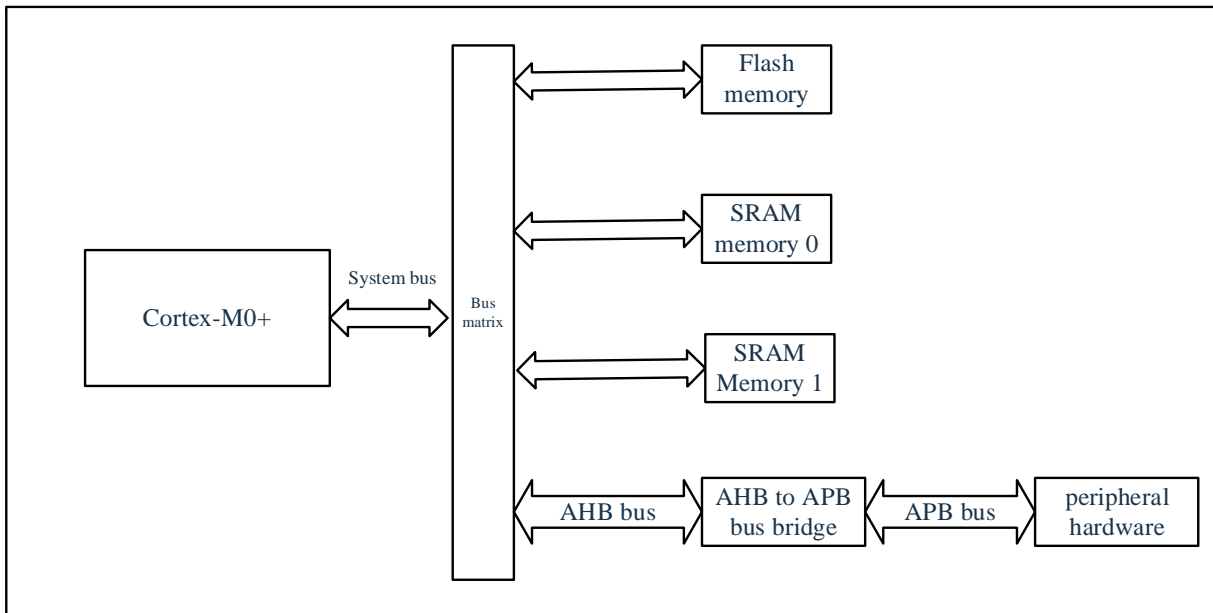 Flash
memory
SRAM
memory 0
System bus
Cortex-M0+
Bus
matrix
SRAM
Memory 1
AHB bus
AHB to APB
bus bridge
APB bus
peripheral
hardware